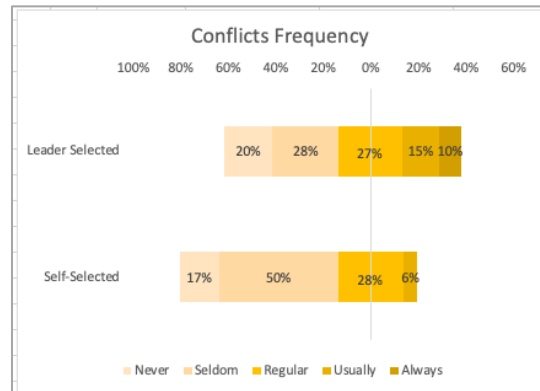 Conflicts Frequency
100% 80% 60% 40% 20% 0% 20% 40% 60%
Leader Selected 20% 28% 27% 15% 10%
Self-Selected 17% 50% 28% 6%
Never Seldom Regular Usually Always